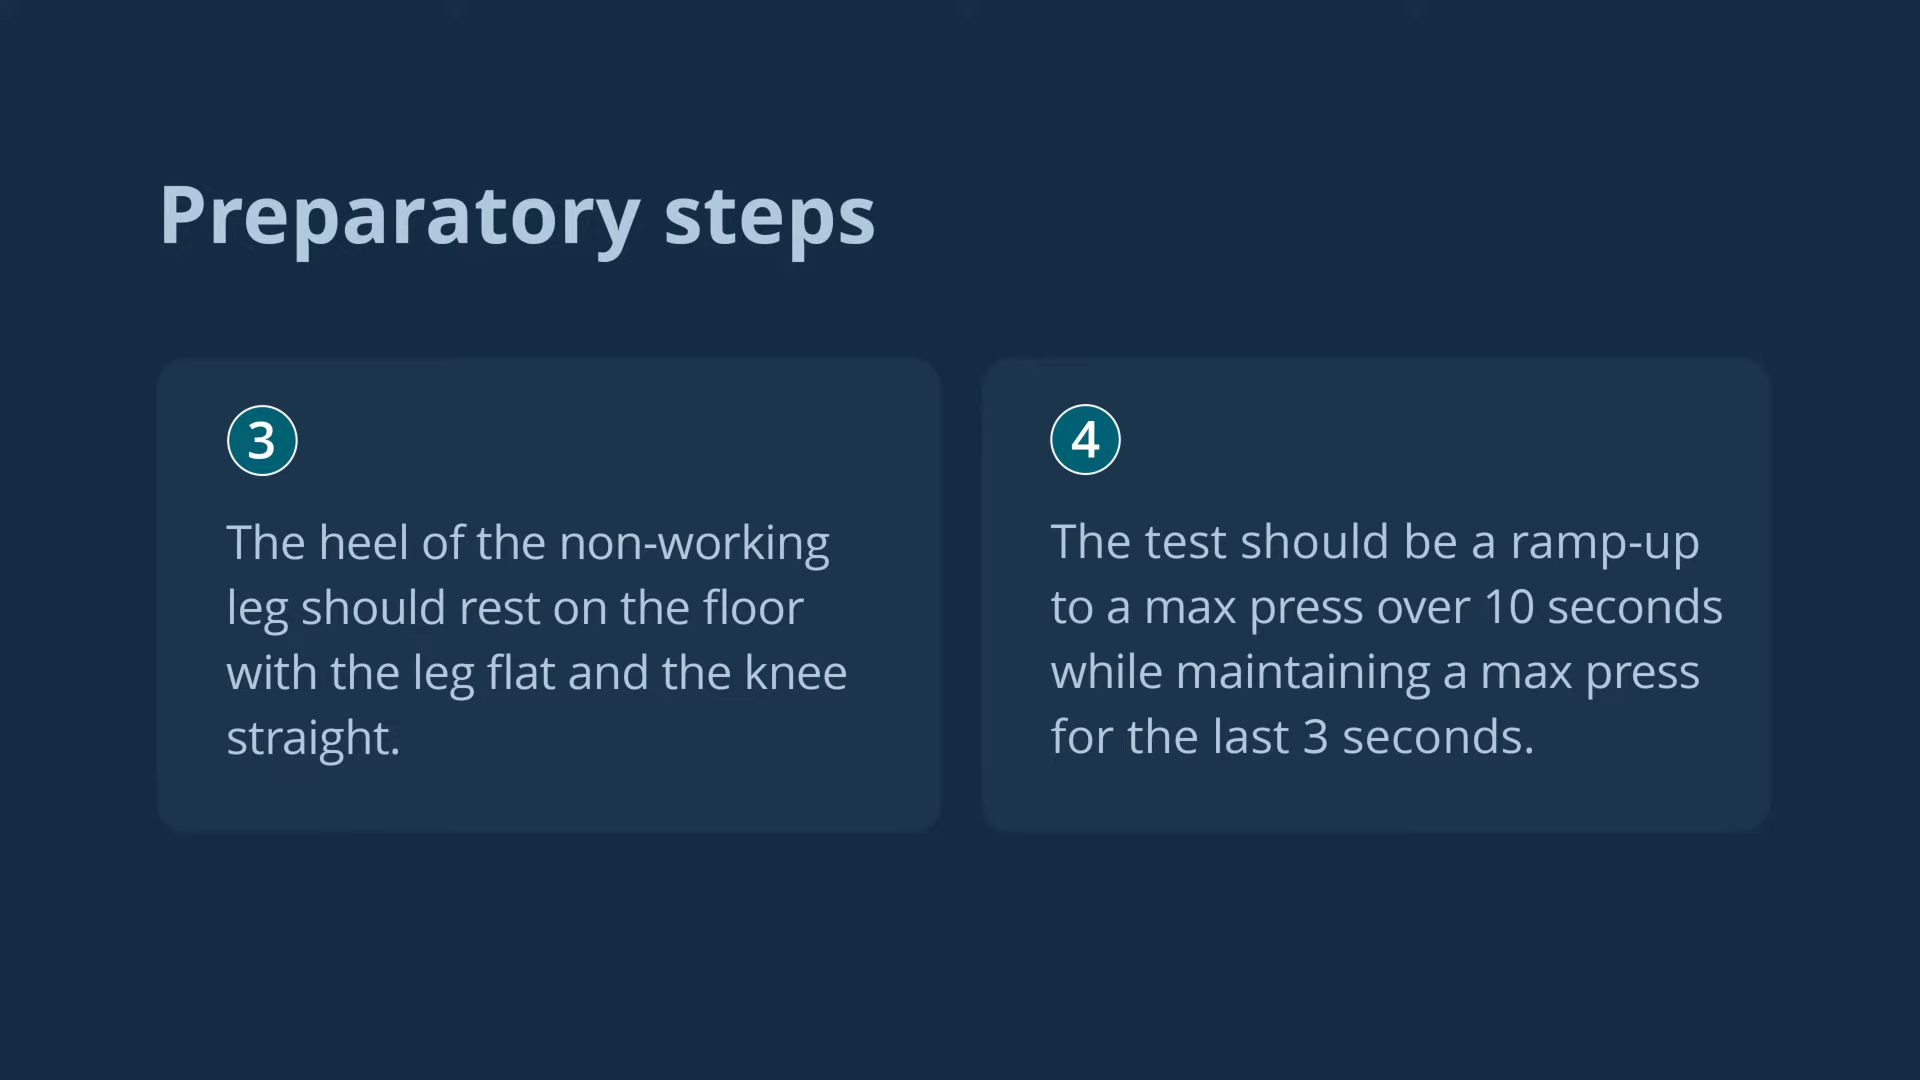 Preparatory steps
3
The heel of the non-working
leg should rest on the floor
with the leg flat and the knee
straight.
4
The test should be a ramp-up
to a max press over 10 seconds
while maintaining a max press
for the last 3 seconds.